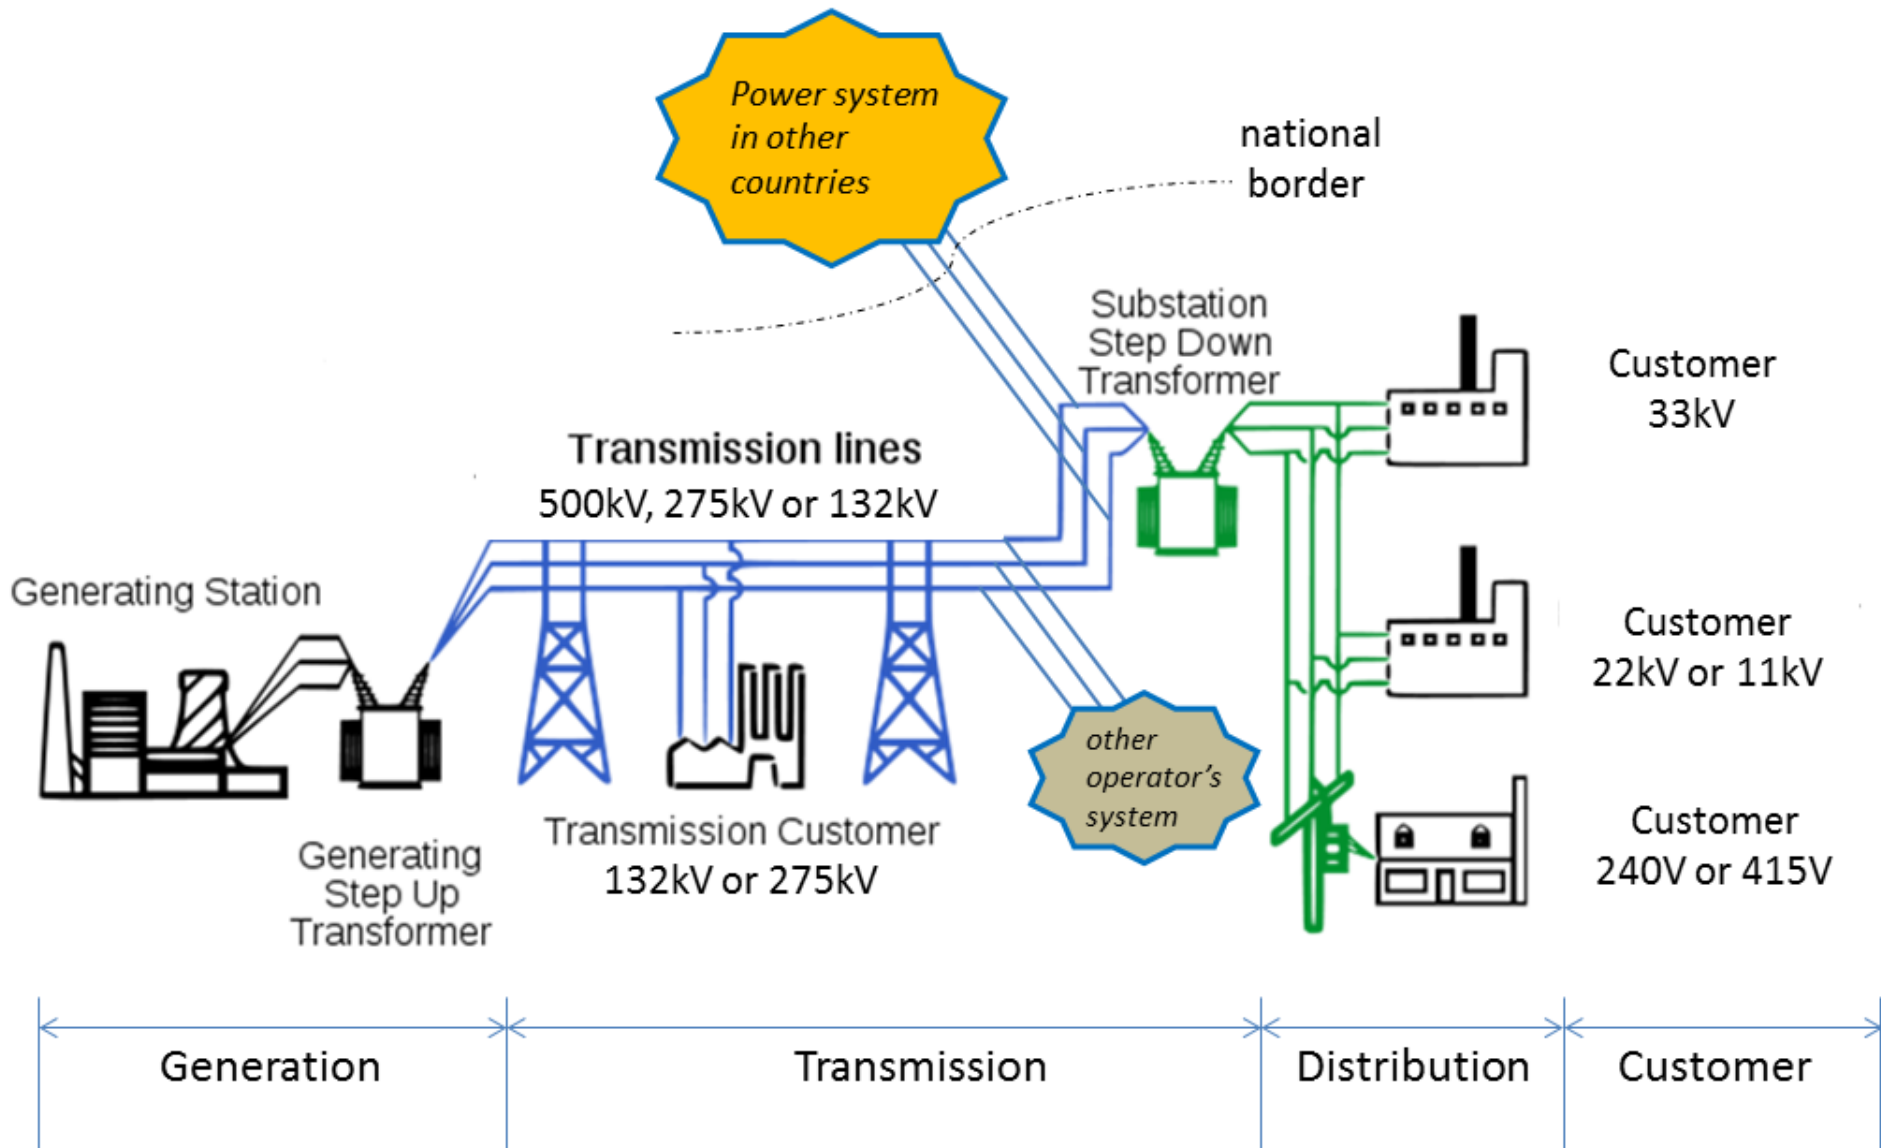 Power system
in other
countries
national
border
Substation
Step Down
Transformer
Customer
33kV
Transmission lines
500kV, 275kV or 132kV
Generating Station
Customer
22kV or 11kV
other
operator's
system
Transmission Customer
132kV or 275kV
Customer
240V or 415V
Generating
Step Up
Transformer
Generation
Transmission
Distribution
Customer